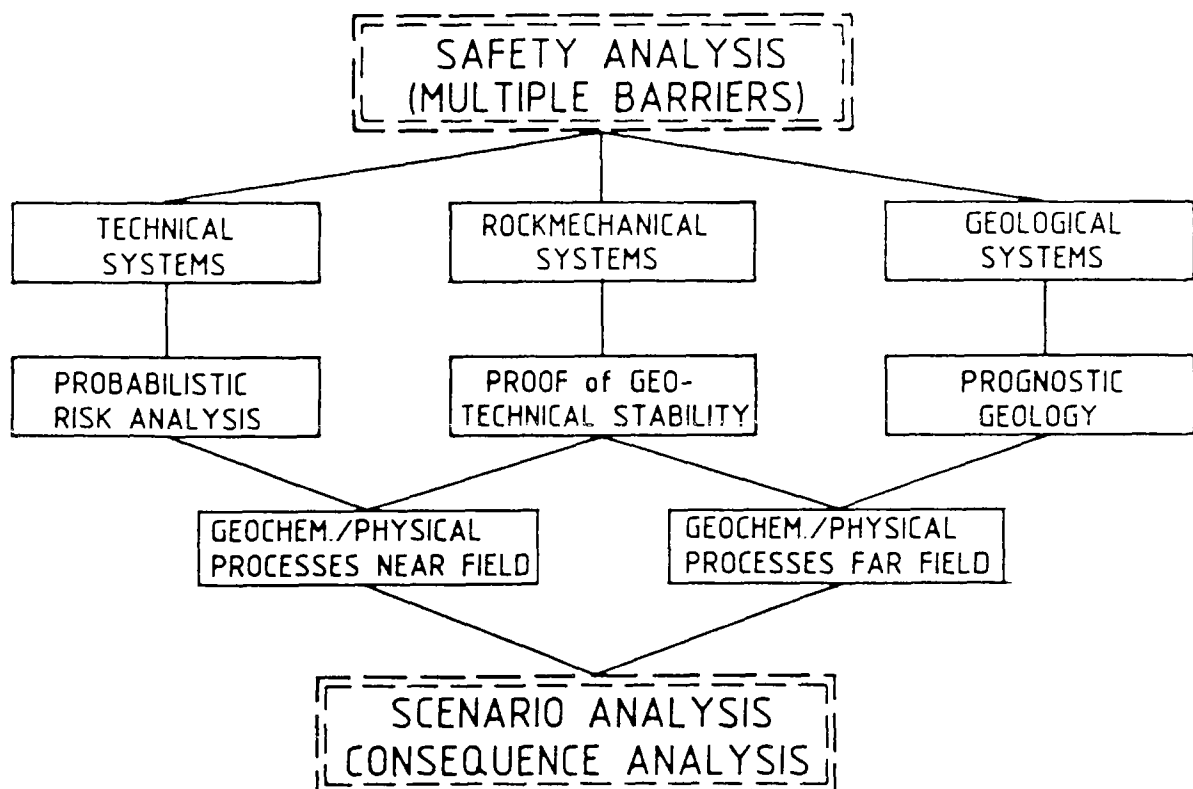 SAFETY ANALYSIS
(MULTIPLE BARRIERS)
TECHNICAL
SYSTEMS
ROCKMECHANICAL
SYSTEMS
GEOLOGICAL
SYSTEMS
PROBABILISTIC
RISK ANALYSIS
PROOF of GEO-
TECHNICAL STABILITY
PROGNOSTIC
GEOLOGY
GEOCHEM./PHYSICAL
PROCESSES NEAR FIELD
GEOCHEM./PHYSICAL
PROCESSES FAR FIELD
SCENARIO ANALYSIS
CONSEQUENCE ANALYSIS